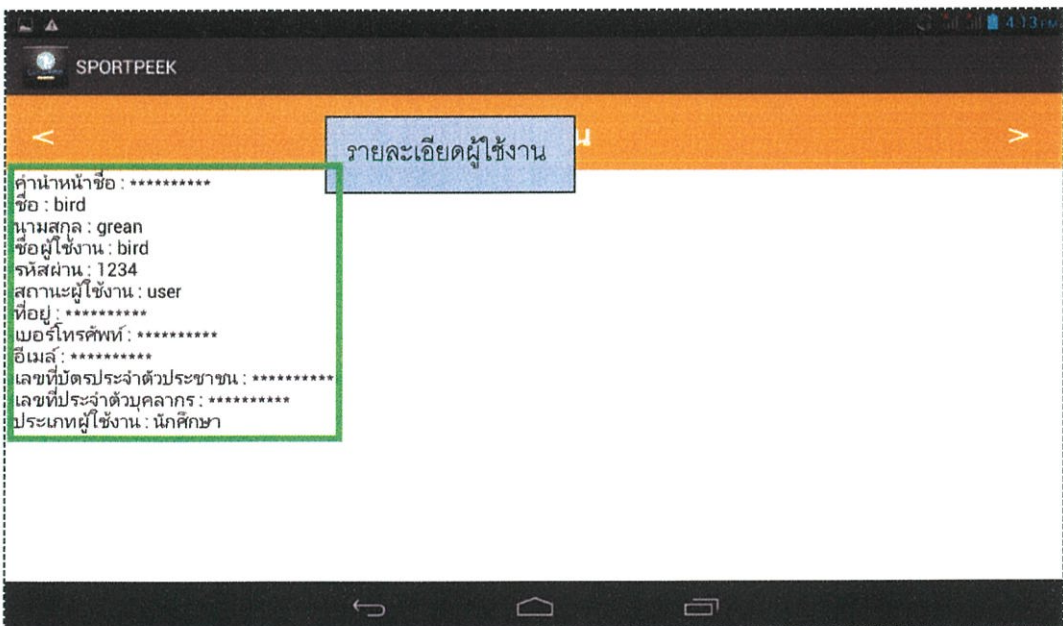 4:13 PM
SPORTPEEK
<
รายละเอียดผู้ใช้งาน
น
>
คำนำหน้าชื่อ : **********
ชื่อ : bird
นามสกุล : grean
ชื่อผู้ใช้งาน : bird
รหัสผ่าน : 1234
สถานะผู้ใช้งาน : user
ที่อยู่ : **********
เบอร์โทรศัพท์ : **********
อีเมล์ : **********
เลขที่บัตรประจำตัวประชาชน : **********
เลขที่ประจำตัวบุคลากร : **********
ประเภทผู้ใช้งาน : นักศึกษา